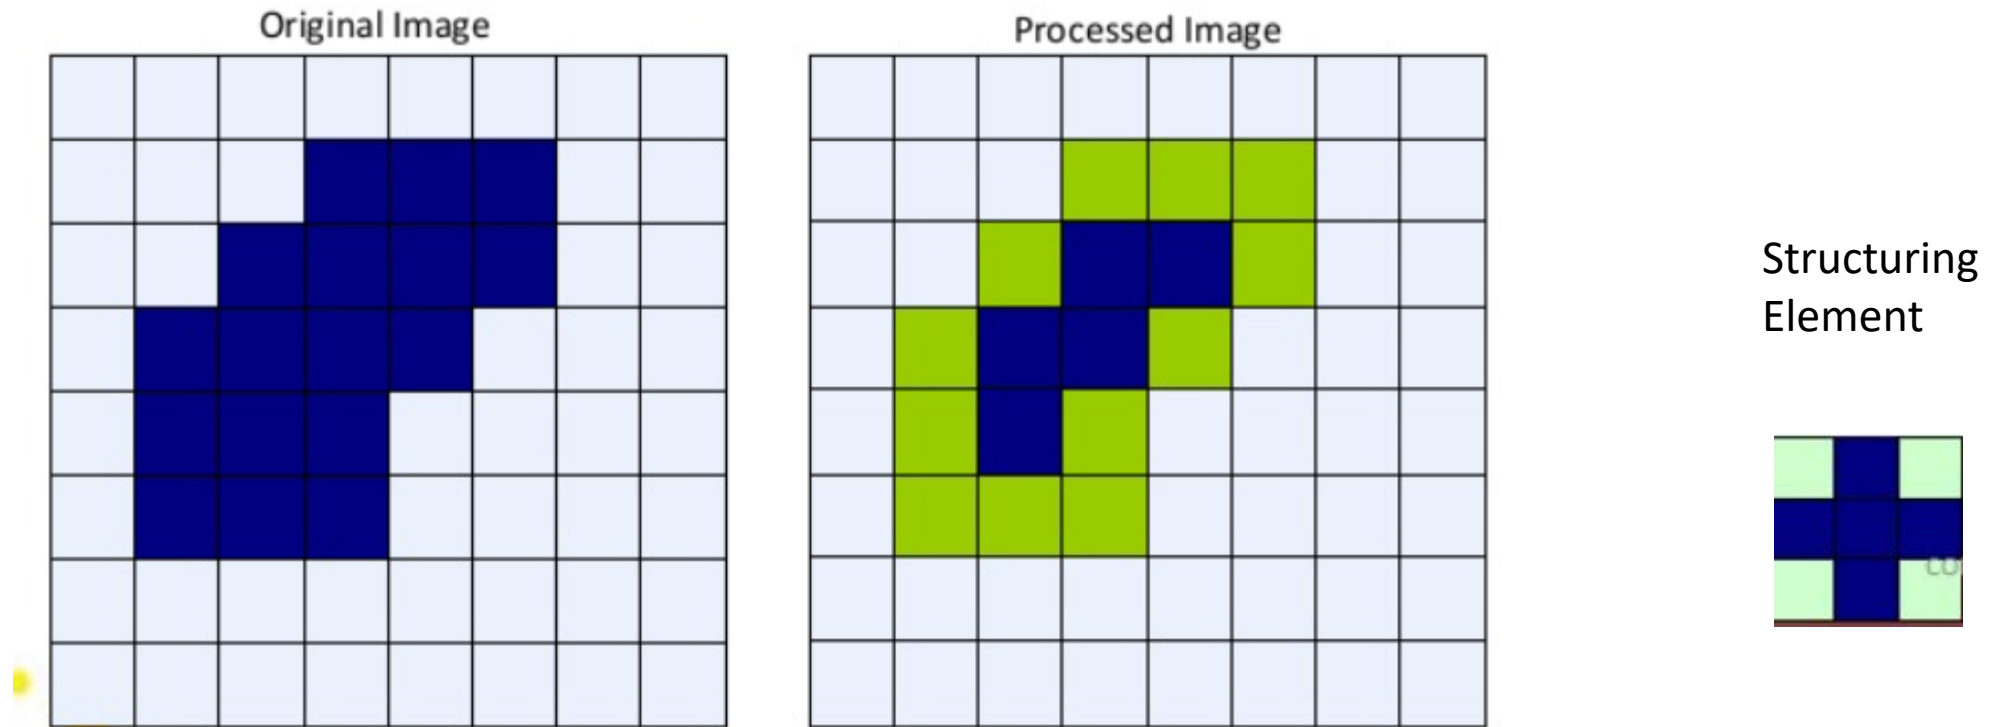 Original Image
Processed Image
Structuring
Element